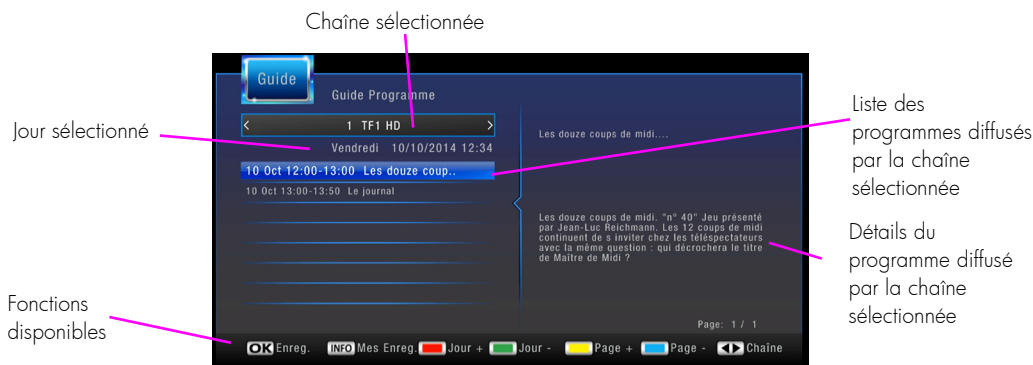 Chaîne sélectionnée
Guide
Guide Programme
Jour sélectionné
< 1 TF1 HD >
Vendredi 10/10/2014 12:34
10 Oct 12:00-13:00 Les douze coup..
10 Oct 13:00-13:50 Le journal
Les douze coups de midi....
Les douze coups de midi. "n° 40" Jeu présenté
par Jean-Luc Reichmann. Les 12 coups de midi
continuent de s inviter chez les téléspectateurs
avec la même question : qui décrochera le titre
de Maître de Midi ?
Page: 1 / 1
Liste des
programmes diffusés
par la chaîne
sélectionnée
Détails du
programme diffusé
par la chaîne
sélectionnée
Fonctions
disponibles
OK Enreg. INFO Mes Enreg. Jour + Jour - Page + Page - Chaîne